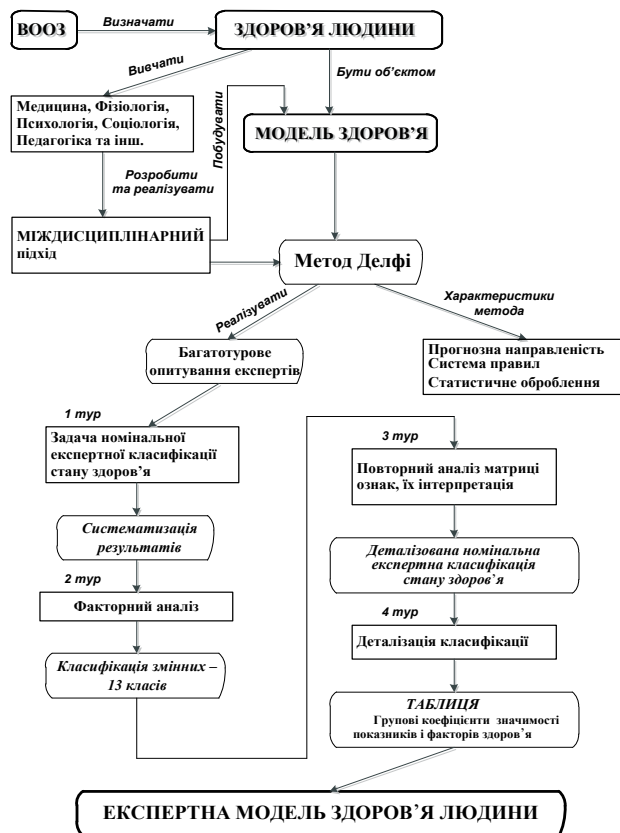 ВООЗ
Визначати
ЗДОРОВ'Я ЛЮДИНИ
Вивчати
Бути об'єктом
Медицина, Фізіологія,
Психологія, Соціологія,
Педагогіка та інш.
Побудувати
МОДЕЛЬ ЗДОРОВ'Я
Розробити
та реалізувати
МІЖДИСЦИПЛІНАРНИЙ
підхід
Метод Делфі
Реалізувати
Характеристики
метода
Багатотурове
опитування експертів
Прогнозна направленість
Система правил
Статистичне оброблення
1 тур
Задача номінальної
експертної класифікації
стану здоров'я
Систематизація
результатів
2 тур
Факторний аналіз
Класифікація змінних –
13 класів
3 тур
Повторний аналіз матриці
ознак, їх інтерпретація
Деталізована номінальна
експертна класифікація
стану здоров'я
4 тур
Деталізація класифікації
ТАБЛИЦЯ
Групові коефіцієнти значимості
показників і факторів здоров'я
ЕКСПЕРТНА МОДЕЛЬ ЗДОРОВ'Я ЛЮДИНИ